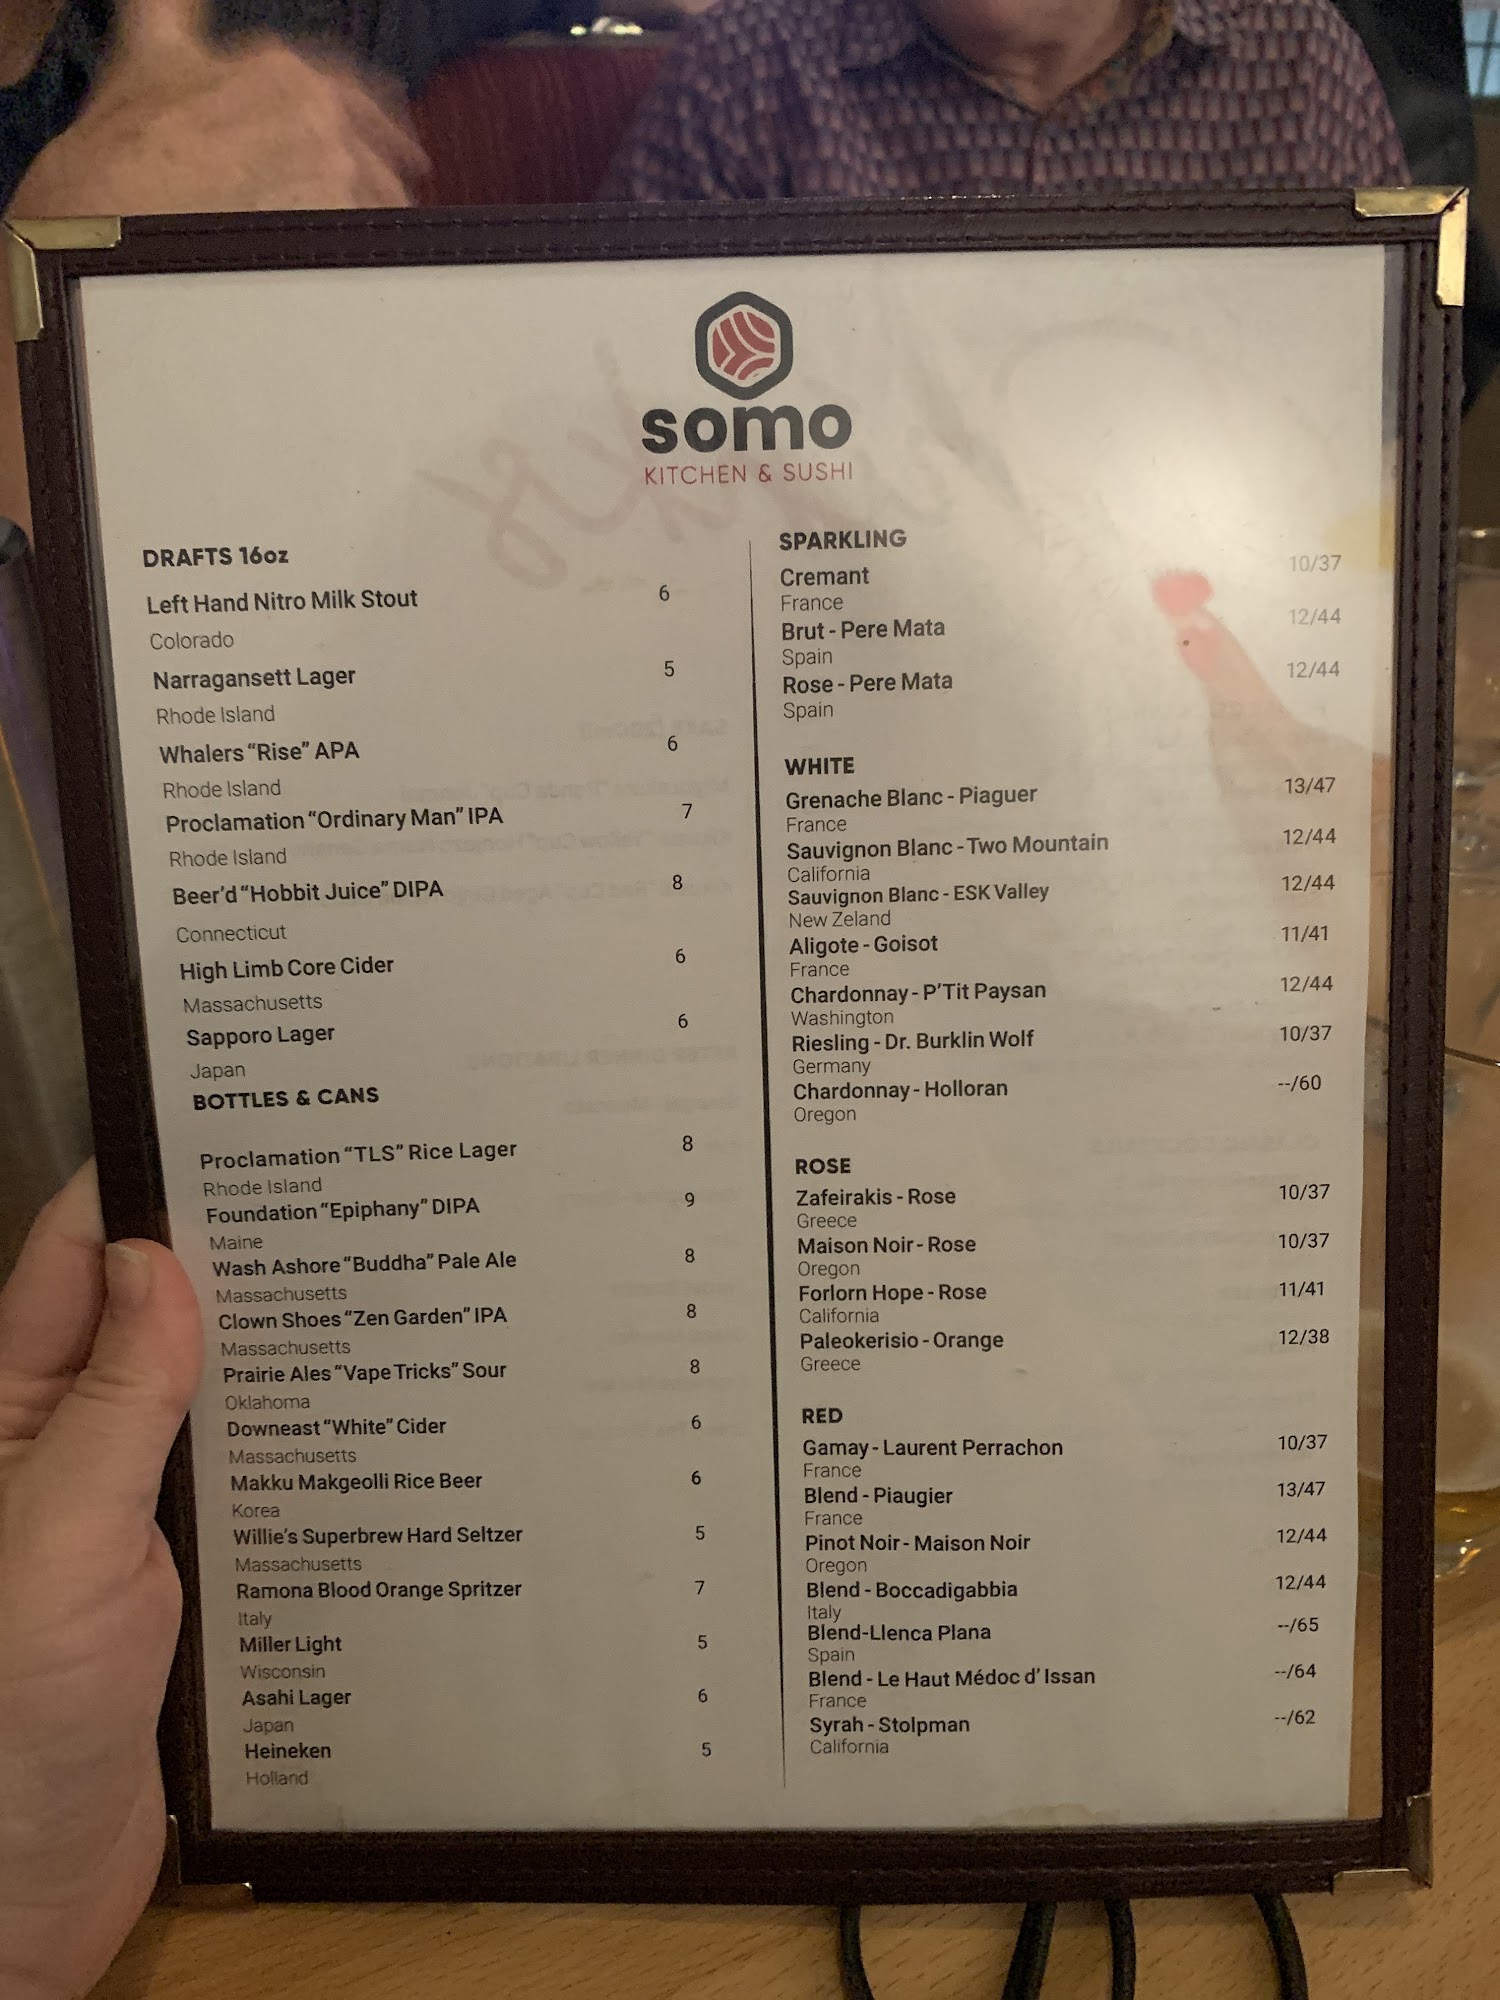 somo
KITCHEN & SUSHI
DRAFTS 16oz
Left Hand Nitro Milk Stout 6
Colorado
Narragansett Lager 5
Rhode Island
Whalers "Rise" APA 6
Rhode Island
Proclamation "Ordinary Man" IPA 7
Rhode Island
Beer'd "Hobbit Juice" DIPA 8
Connecticut
High Limb Core Cider 6
Massachusetts
Sapporo Lager 6
Japan
BOTTLES & CANS
Proclamation "TLS" Rice Lager 8
Rhode Island
Foundation "Epiphany" DIPA 9
Maine
Wash Ashore "Buddha" Pale Ale 8
Massachusetts
Clown Shoes "Zen Garden" IPA 8
Massachusetts
Prairie Ales "Vape Tricks" Sour 8
Oklahoma
Downeast "White" Cider 6
Massachusetts
Makku Makgeolli Rice Beer 6
Korea
Willie's Superbrew Hard Seltzer 5
Massachusetts
Ramona Blood Orange Spritzer 7
Italy
Miller Light 5
Wisconsin
Asahi Lager 6
Japan
Heineken 5
Holland
SPARKLING
Cremant 10/37
France
Brut - Pere Mata 12/44
Spain
Rose - Pere Mata 12/44
Spain
WHITE
Grenache Blanc - Piaguer 13/47
France
Sauvignon Blanc - Two Mountain 12/44
California
Sauvignon Blanc - ESK Valley 12/44
New Zeland
Aligote - Goisot 11/41
France
Chardonnay - P'Tit Paysan 12/44
Washington
Riesling - Dr. Burklin Wolf 10/37
Germany
Chardonnay - Holloran --/60
Oregon
ROSE
Zafeirakis - Rose 10/37
Greece
Maison Noir - Rose 10/37
Oregon
Forlorn Hope - Rose 11/41
California
Paleokerisio - Orange 12/38
Greece
RED
Gamay - Laurent Perrachon 10/37
France
Blend - Piaugier 13/47
France
Pinot Noir - Maison Noir 12/44
Oregon
Blend - Boccadigabbia 12/44
Italy
Blend-Llenca Plana --/65
Spain
Blend - Le Haut Médoc d' Issan --/64
France
Syrah - Stolpman --/62
California